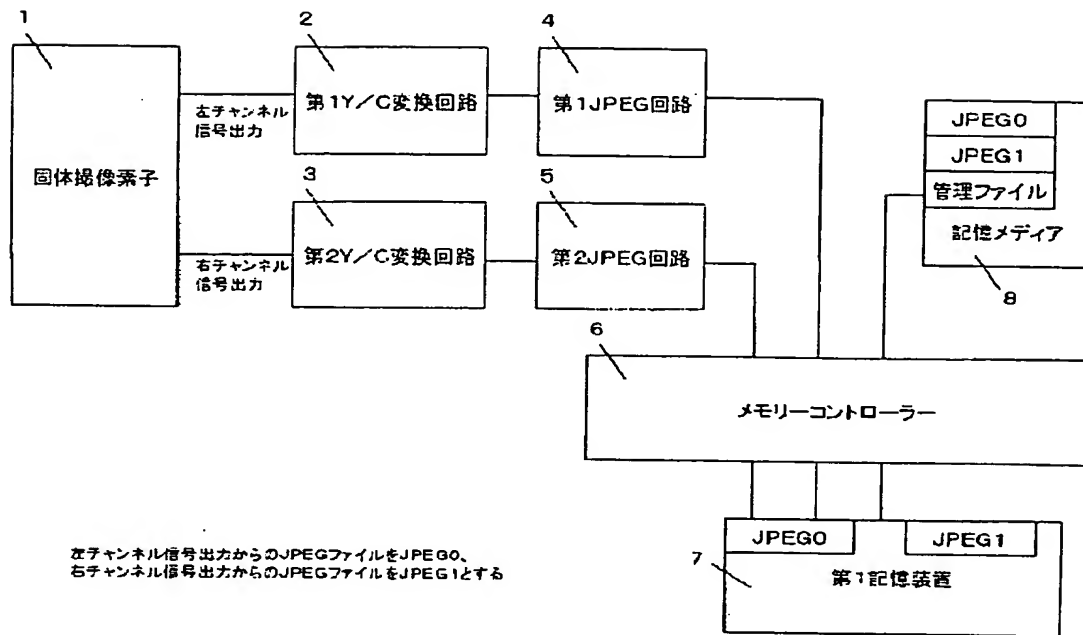 1
2
4
固体撮像素子
左チャンネル
信号出力
右チャンネル
信号出力
第1Y/C変換回路
第1JPEG回路
3
5
第2Y/C変換回路
第2JPEG回路
JPEG0
JPEG1
管理ファイル
記憶メディア
8
6
メモリーコントローラー
JPEG0
JPEG1
7
第1記憶装置
左チャンネル信号出力からのJPEGファイルをJPEG0、
右チャンネル信号出力からのJPEGファイルをJPEG1とする